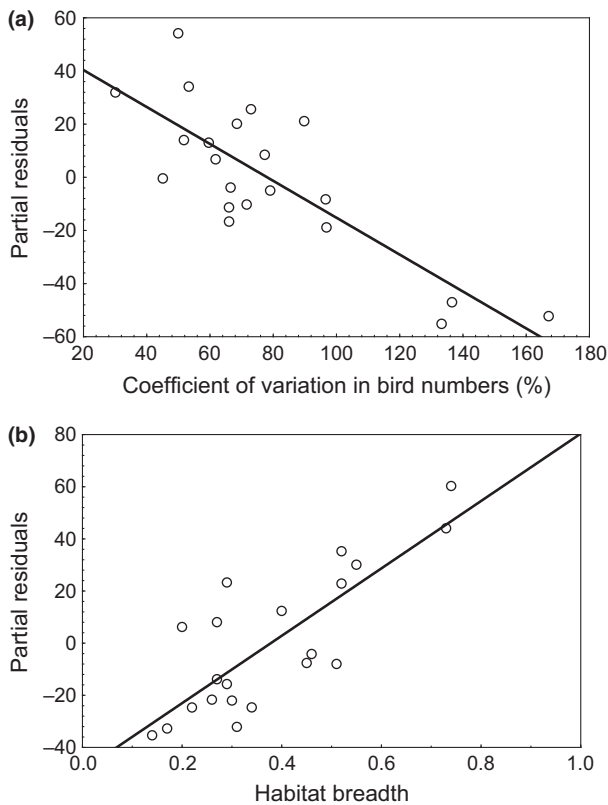 (a)
60
40
20
0
–20
–40
–60
Partial residuals
20 40 60 80 100 120 140 160 180
Coefficient of variation in bird numbers (%)
(b)
80
60
40
20
0
–20
–40
Partial residuals
0.0 0.2 0.4 0.6 0.8 1.0
Habitat breadth